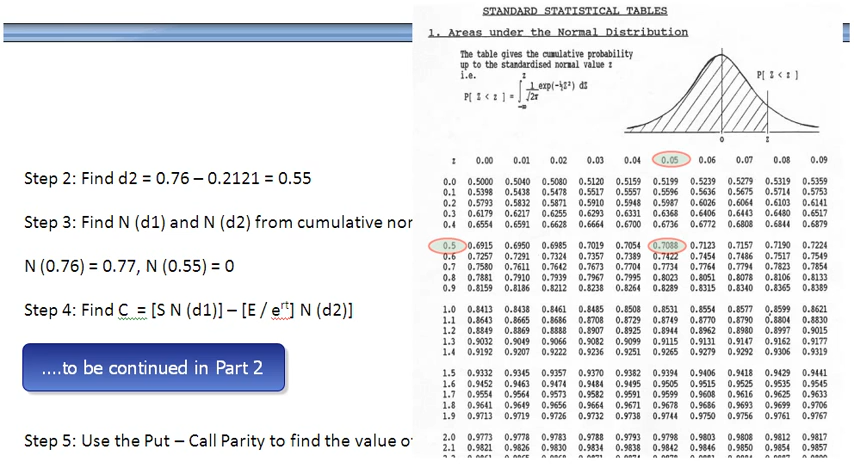 STANDARD STATISTICAL TABLES
1. Areas under the Normal Distribution
The table gives the cumulative probability
up to the standardised normal value z
i.e.
z
P[ Z < z ] = ∫ 1 exp(-½Z²) dZ
√2π
-∞
P[ Z < z ]
0 z
z 0.00 0.01 0.02 0.03 0.04 0.05 0.06 0.07 0.08 0.09
0.0 0.5000 0.5040 0.5080 0.5120 0.5159 0.5199 0.5239 0.5279 0.5319 0.5359
0.1 0.5398 0.5438 0.5478 0.5517 0.5557 0.5596 0.5636 0.5675 0.5714 0.5753
0.2 0.5793 0.5832 0.5871 0.5910 0.5948 0.5987 0.6026 0.6064 0.6103 0.6141
0.3 0.6179 0.6217 0.6255 0.6293 0.6331 0.6368 0.6406 0.6443 0.6480 0.6517
0.4 0.6554 0.6591 0.6628 0.6664 0.6700 0.6736 0.6772 0.6808 0.6844 0.6879
0.5 0.6915 0.6950 0.6985 0.7019 0.7054 0.7088 0.7123 0.7157 0.7190 0.7224
0.6 0.7257 0.7291 0.7324 0.7357 0.7389 0.7422 0.7454 0.7486 0.7517 0.7549
0.7 0.7580 0.7611 0.7642 0.7673 0.7704 0.7734 0.7764 0.7794 0.7823 0.7854
0.8 0.7881 0.7910 0.7939 0.7967 0.7995 0.8023 0.8051 0.8078 0.8106 0.8133
0.9 0.8159 0.8186 0.8212 0.8238 0.8264 0.8289 0.8315 0.8340 0.8365 0.8389
1.0 0.8413 0.8438 0.8461 0.8485 0.8508 0.8531 0.8554 0.8577 0.8599 0.8621
1.1 0.8643 0.8665 0.8686 0.8708 0.8729 0.8749 0.8770 0.8790 0.8804 0.8830
1.2 0.8849 0.8869 0.8888 0.8907 0.8925 0.8944 0.8962 0.8980 0.8997 0.9015
1.3 0.9032 0.9049 0.9066 0.9082 0.9099 0.9115 0.9131 0.9147 0.9162 0.9177
1.4 0.9192 0.9207 0.9222 0.9236 0.9251 0.9265 0.9279 0.9292 0.9306 0.9319
1.5 0.9332 0.9345 0.9357 0.9370 0.9382 0.9394 0.9406 0.9418 0.9429 0.9441
1.6 0.9452 0.9463 0.9474 0.9484 0.9495 0.9505 0.9515 0.9525 0.9535 0.9545
1.7 0.9554 0.9564 0.9573 0.9582 0.9591 0.9599 0.9608 0.9616 0.9625 0.9633
1.8 0.9641 0.9649 0.9656 0.9664 0.9671 0.9678 0.9686 0.9693 0.9699 0.9706
1.9 0.9713 0.9719 0.9726 0.9732 0.9738 0.9744 0.9750 0.9756 0.9761 0.9767
2.0 0.9773 0.9778 0.9783 0.9788 0.9793 0.9798 0.9803 0.9808 0.9812 0.9817
2.1 0.9821 0.9826 0.9830 0.9834 0.9838 0.9842 0.9846 0.9850 0.9854 0.9857
Step 2: Find d2 = 0.76 – 0.2121 = 0.55
Step 3: Find N (d1) and N (d2) from cumulative nor
N (0.76) = 0.77, N (0.55) = 0
Step 4: Find C = [S N (d1)] – [E / eʳᵗ] N (d2)]
....to be continued in Part 2
Step 5: Use the Put – Call Parity to find the value of